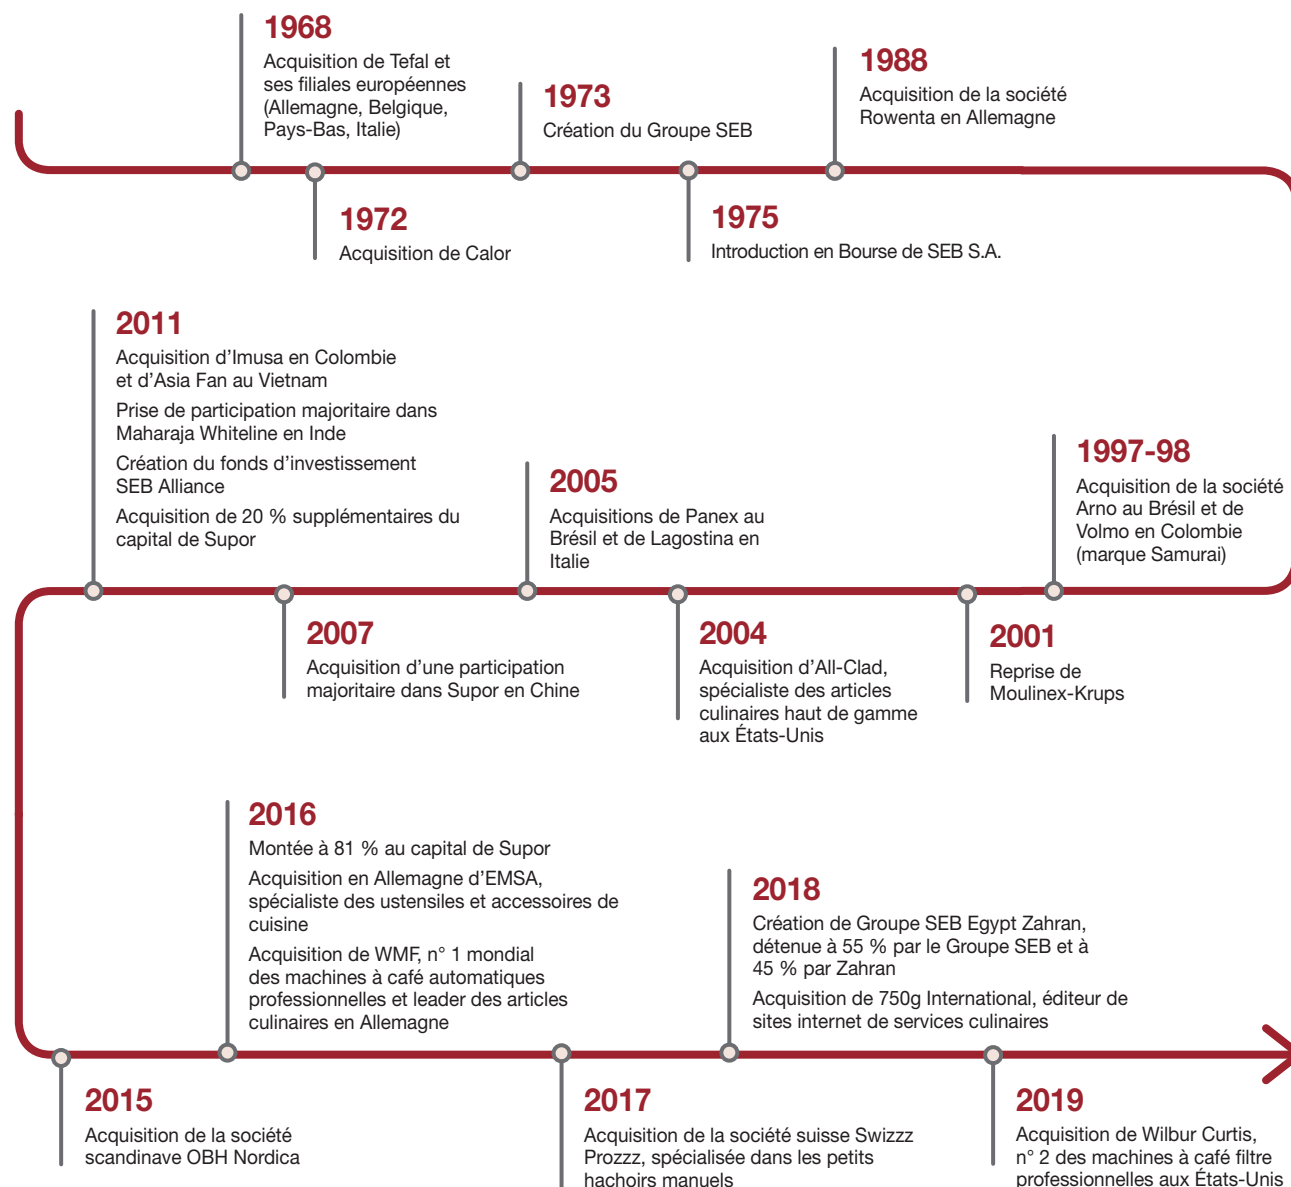 1968
Acquisition de Tefal et
ses filiales européennes
(Allemagne, Belgique,
Pays-Bas, Italie)
1972
Acquisition de Calor
1973
Création du Groupe SEB
1975
Introduction en Bourse de SEB S.A.
1988
Acquisition de la société
Rowenta en Allemagne
1997-98
Acquisition de la société
Arno au Brésil et de
Volmo en Colombie
(marque Samurai)
2001
Reprise de
Moulinex-Krups
2004
Acquisition d’All-Clad,
spécialiste des articles
culinaires haut de gamme
aux États-Unis
2005
Acquisitions de Panex au
Brésil et de Lagostina en
Italie
2007
Acquisition d’une participation
majoritaire dans Supor en Chine
2011
Acquisition d’Imusa en Colombie
et d’Asia Fan au Vietnam
Prise de participation majoritaire dans
Maharaja Whiteline en Inde
Création du fonds d’investissement
SEB Alliance
Acquisition de 20 % supplémentaires du
capital de Supor
2015
Acquisition de la société
scandinave OBH Nordica
2016
Montée à 81 % au capital de Supor
Acquisition en Allemagne d’EMSA,
spécialiste des ustensiles et accessoires de
cuisine
Acquisition de WMF, n° 1 mondial
des machines à café automatiques
professionnelles et leader des articles
culinaires en Allemagne
2017
Acquisition de la société suisse Swizzz
Prozzz, spécialisée dans les petits
hachoirs manuels
2018
Création de Groupe SEB Egypt Zahran,
détenue à 55 % par le Groupe SEB et à
45 % par Zahran
Acquisition de 750g International, éditeur de
sites internet de services culinaires
2019
Acquisition de Wilbur Curtis,
n° 2 des machines à café filtre
professionnelles aux États-Unis